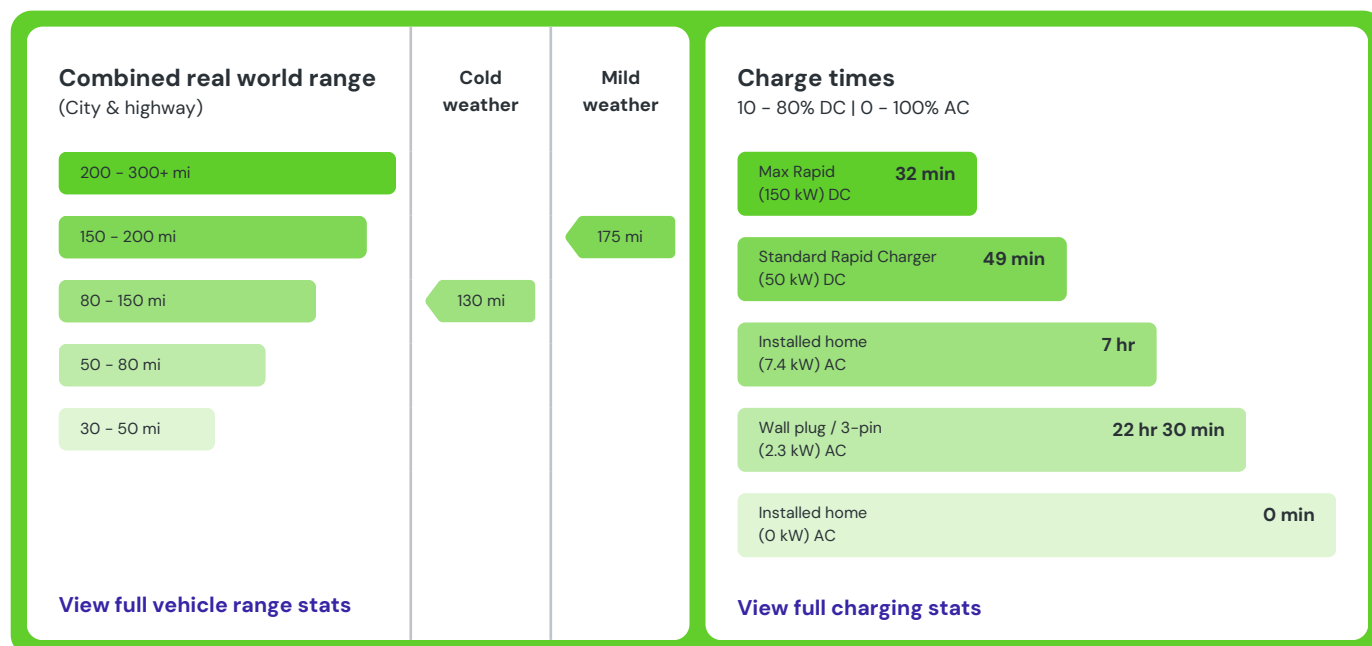 Combined real world range
(City & highway)
Cold
weather
Mild
weather
200 - 300+ mi
150 - 200 mi
175 mi
80 - 150 mi
130 mi
50 - 80 mi
30 - 50 mi
View full vehicle range stats
Charge times
10 - 80% DC | 0 - 100% AC
Max Rapid
32 min
(150 kW) DC
Standard Rapid Charger
49 min
(50 kW) DC
Installed home
7 hr
(7.4 kW) AC
Wall plug / 3-pin
22 hr 30 min
(2.3 kW) AC
Installed home
0 min
(0 kW) AC
View full charging stats